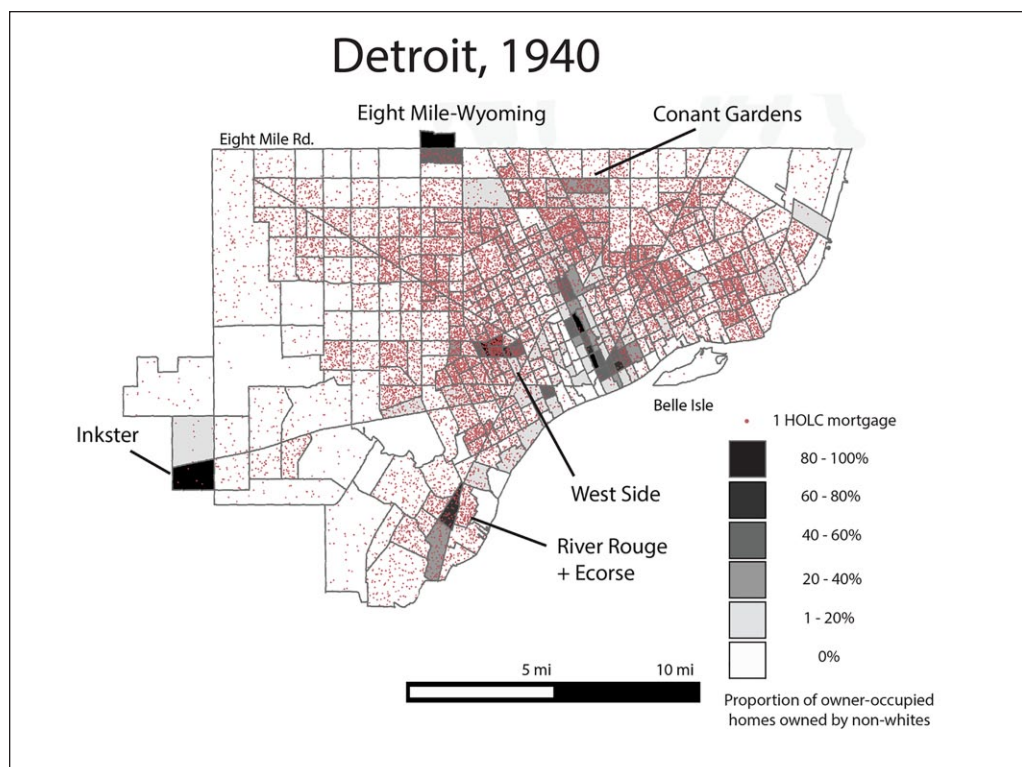 Detroit, 1940
Eight Mile-Wyoming
Conant Gardens
Eight Mile Rd.
Belle Isle
Inkster
West Side
River Rouge
+ Ecorse
1 HOLC mortgage
80 - 100%
60 - 80%
40 - 60%
20 - 40%
1 - 20%
0%
5 mi
10 mi
Proportion of owner-occupied
homes owned by non-whites